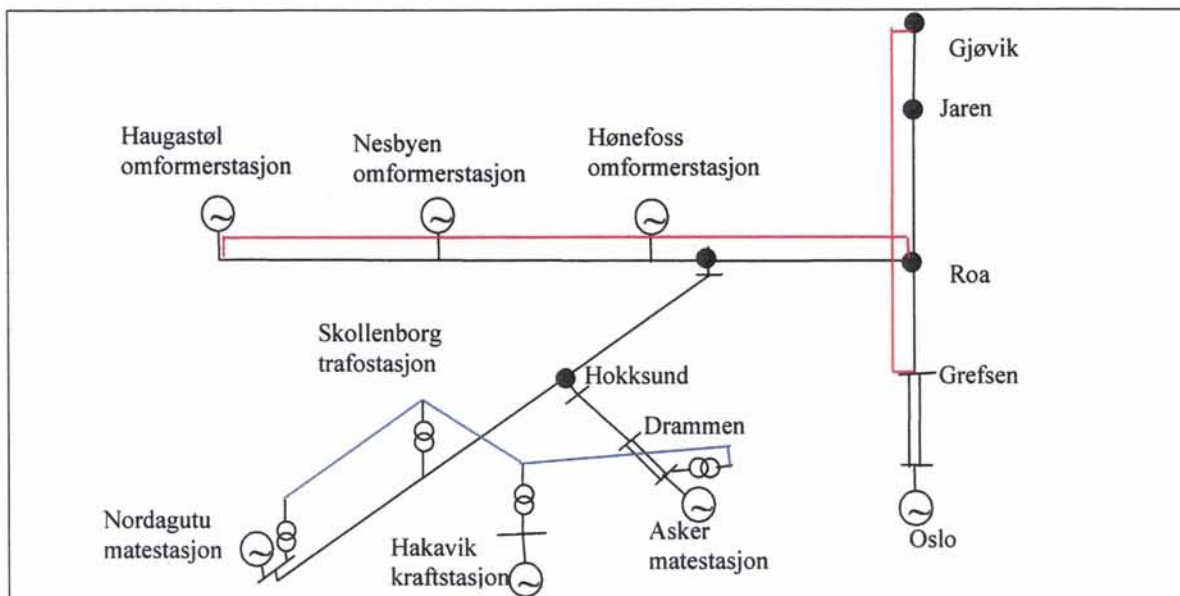 Gjøvik
Jaren
Haugastøl
omformerstasjon
Nesbyen
omformerstasjon
Hønefoss
omformerstasjon
Roa
Skollenborg
trafostasjon
Hokksund
Grefsen
Drammen
Nordagutu
matestasjon
Hakavik
kraftstasjon
Asker
matestasjon
Oslo